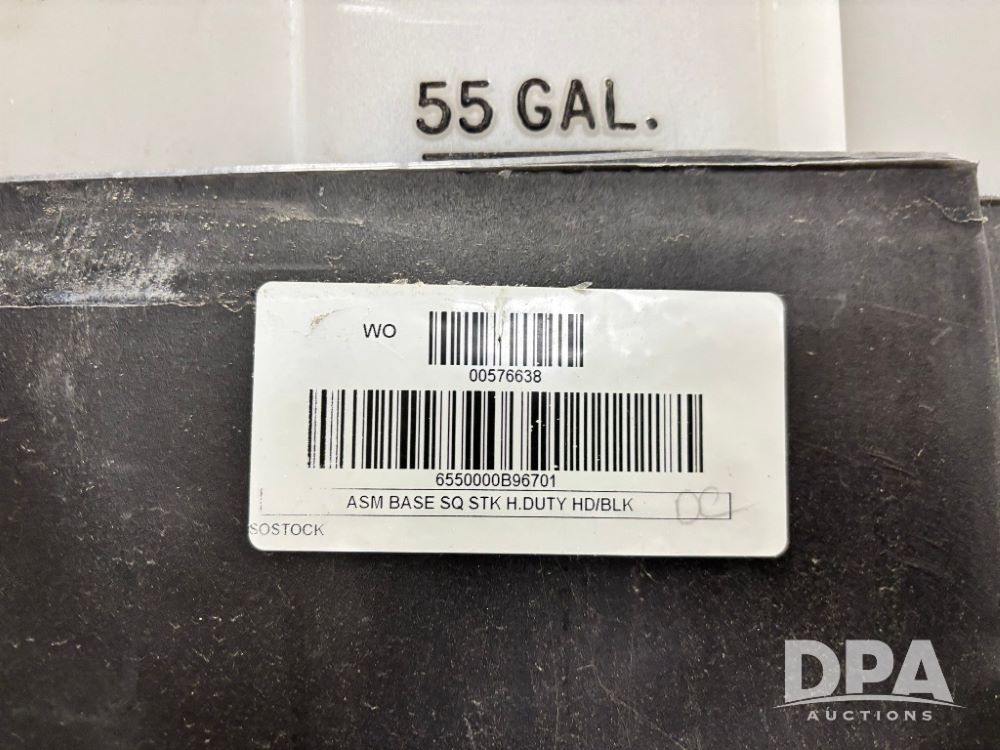 55 GAL.
WO
00576638
6550000B96701
ASM BASE SQ STK H.DUTY HD/BLK
SOSTOCK
DPA
AUCTIONS